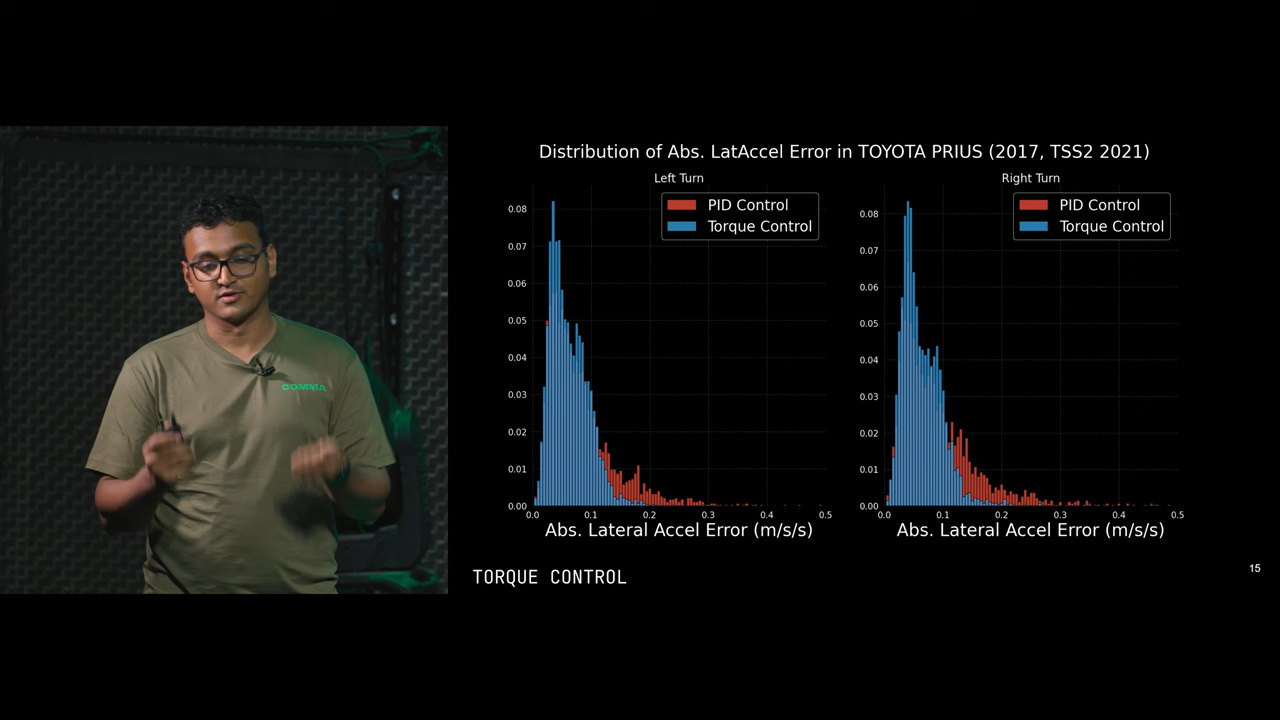 COMMA
Distribution of Abs. LatAccel Error in TOYOTA PRIUS (2017, TSS2 2021)
Left Turn
PID Control
Torque Control
0.08
0.07
0.06
0.05
0.04
0.03
0.02
0.01
0.00
0.0 0.1 0.2 0.3 0.4 0.5
Abs. Lateral Accel Error (m/s/s)
Right Turn
PID Control
Torque Control
0.08
0.07
0.06
0.05
0.04
0.03
0.02
0.01
0.00
0.0 0.1 0.2 0.3 0.4 0.5
Abs. Lateral Accel Error (m/s/s)
TORQUE CONTROL
15